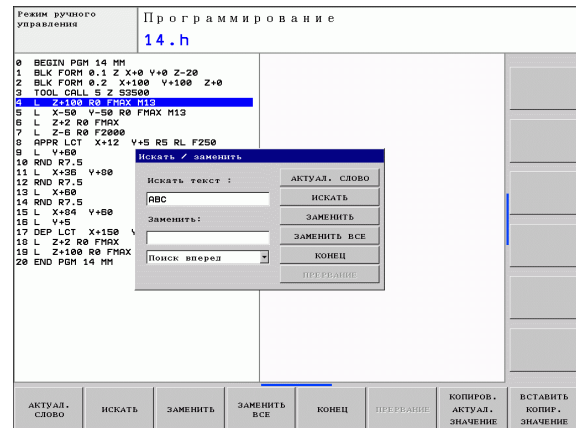 Режим ручного
управления
Программирование
14.h
0 BEGIN PGM 14 MM
1 BLK FORM 0.1 Z X+0 Y+0 Z-20
2 BLK FORM 0.2 X+100 Y+100 Z+0
3 TOOL CALL 5 Z S3500
4 L Z+100 R0 FMAX M13
5 L X-50 Y-50 R0 FMAX M13
6 L Z+2 R0 FMAX
7 L Z-6 R0 F2000
8 APPR LCT X+12 Y+5 R5 RL F250
9 L Y+60
10 RND R7.5
11 L X+36 Y+80
12 RND R7.5
13 L X+60
14 RND R7.5
15 L X+84 Y+60
16 L Y+5
17 DEP LCT X+150
18 L Z+2 R0 FMAX
19 L Z+100 R0 FMAX
20 END PGM 14 MM
Искать / заменить
Искать текст :
ABC
Заменить:
Поиск вперед
АКТУАЛ. СЛОВО
ИСКАТЬ
ЗАМЕНИТЬ
ЗАМЕНИТЬ ВСЕ
КОНЕЦ
ПРЕРВАНИЕ
АКТУАЛ.
СЛОВО
ИСКАТЬ
ЗАМЕНИТЬ
ЗАМЕНИТЬ
ВСЕ
КОНЕЦ
ПРЕРВАНИЕ
КОПИРОВ.
АКТУАЛ.
ЗНАЧЕНИЕ
ВСТАВИТЬ
КОПИР.
ЗНАЧЕНИЕ